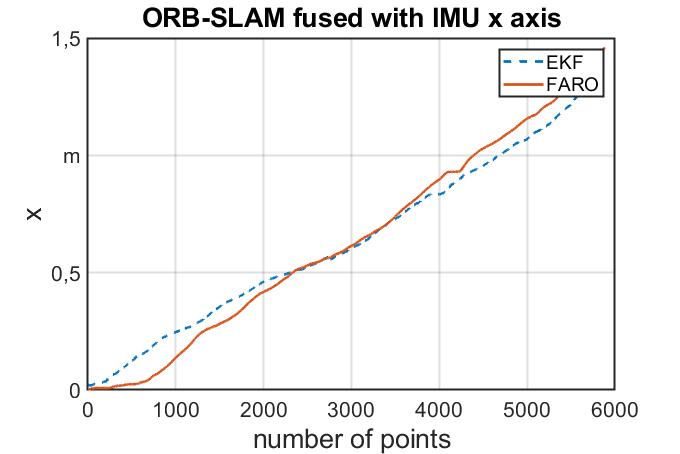 ORB-SLAM fused with IMU x axis
1,5
EKF
FARO
m
x
0,5
0
0 1000 2000 3000 4000 5000 6000
number of points